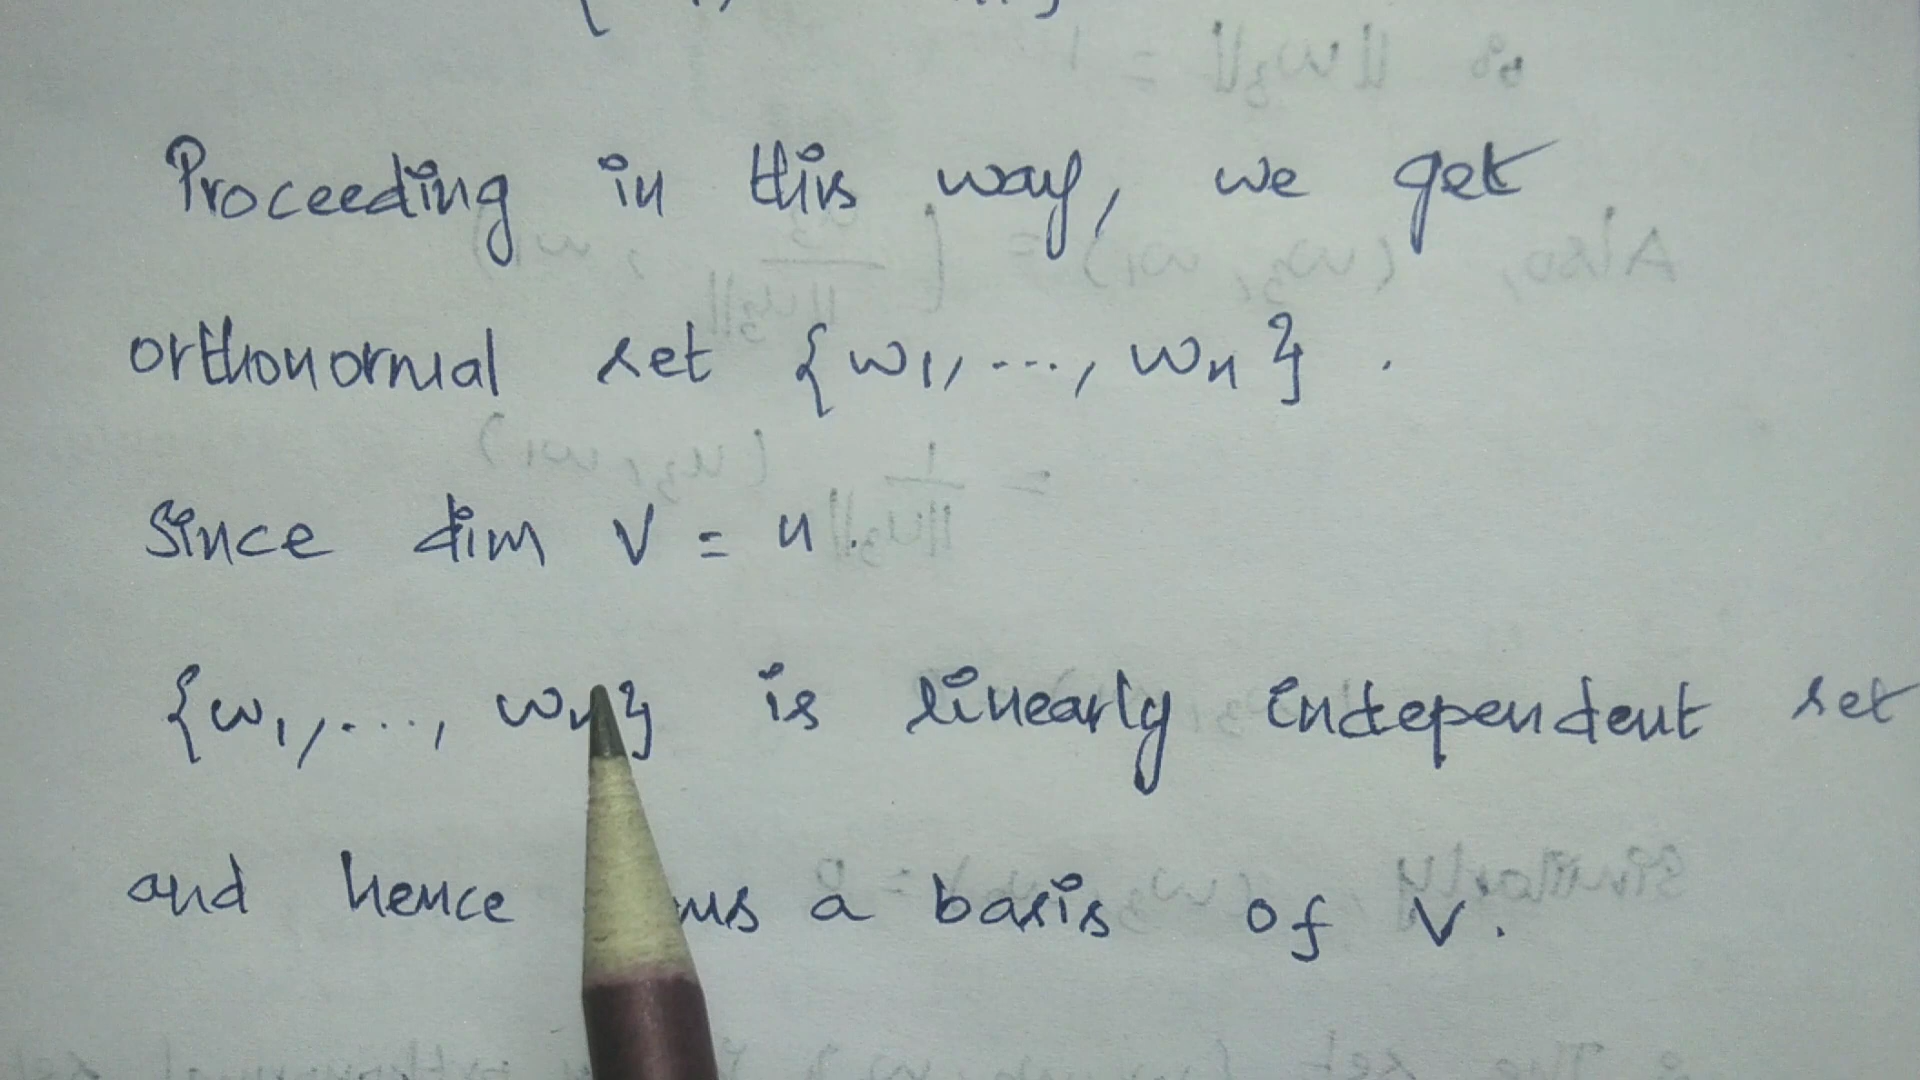 Proceeding in this way, we get
orthonormal set {w1, ..., wn}.
Since dim V = n.
{w1, ..., wn} is linearly independent set
and hence a basis of V.